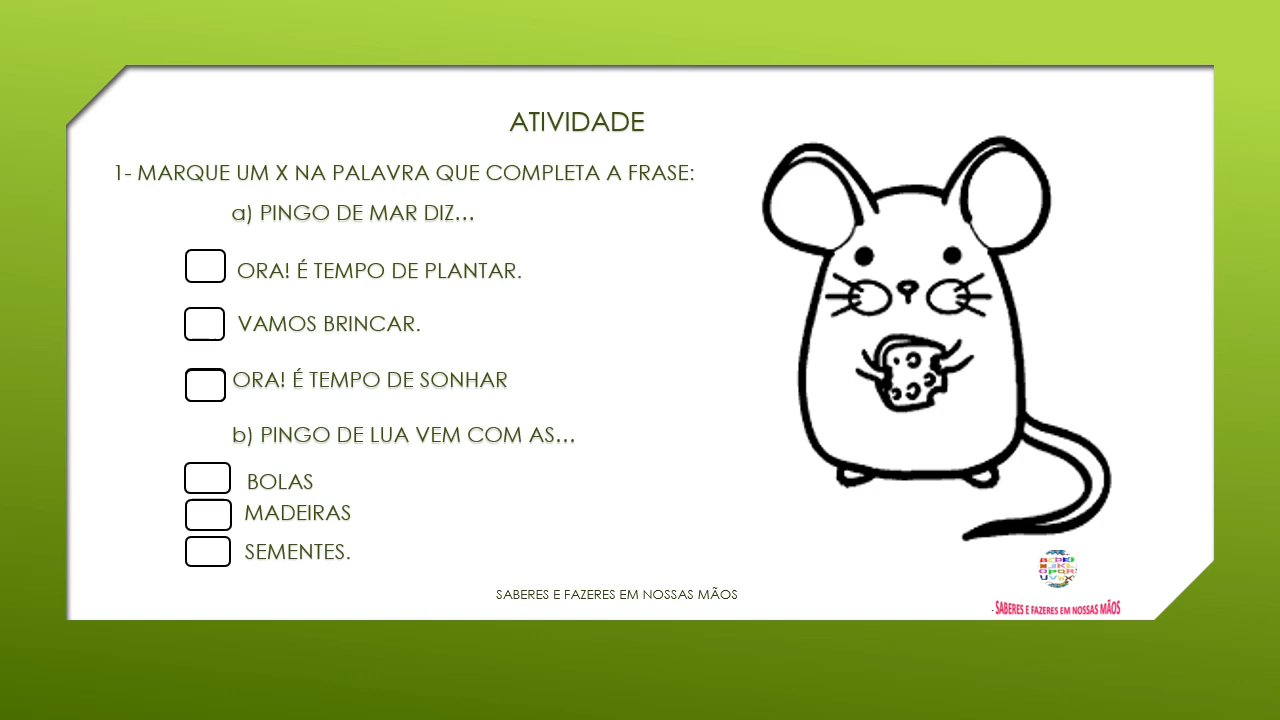 ATIVIDADE
1- MARQUE UM X NA PALAVRA QUE COMPLETA A FRASE:
a) PINGO DE MAR DIZ...
ORA! É TEMPO DE PLANTAR.
VAMOS BRINCAR.
ORA! É TEMPO DE SONHAR
b) PINGO DE LUA VEM COM AS...
BOLAS
MADEIRAS
SEMENTES.
SABERES E FAZERES EM NOSSAS MÃOS
- SABERES E FAZERES EM NOSSAS MÃOS